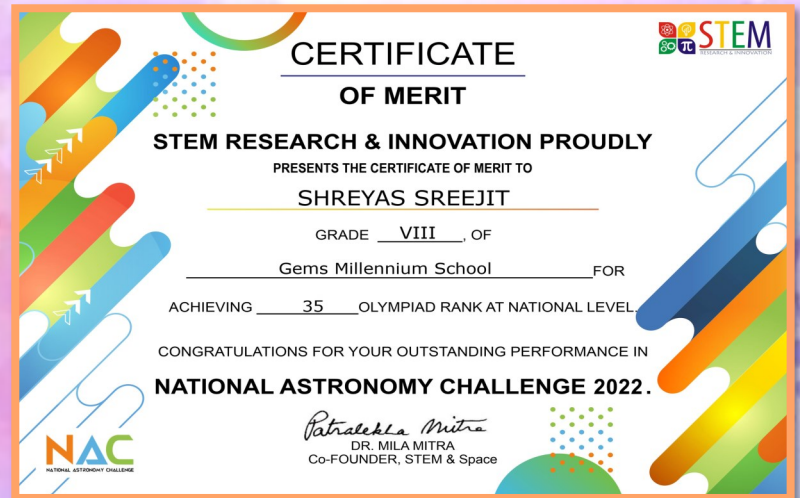 CERTIFICATE
STEM
RESEARCH & INNOVATION
OF MERIT
STEM RESEARCH & INNOVATION PROUDLY
PRESENTS THE CERTIFICATE OF MERIT TO
SHREYAS SREEJIT
GRADE VIII, OF
Gems Millennium School FOR
ACHIEVING 35 OLYMPIAD RANK AT NATIONAL LEVEL.
CONGRATULATIONS FOR YOUR OUTSTANDING PERFORMANCE IN
NATIONAL ASTRONOMY CHALLENGE 2022.
Patralekha Mitra
DR. MILA MITRA
Co-FOUNDER, STEM & Space
NAC
NATIONAL ASTRONOMY CHALLENGE